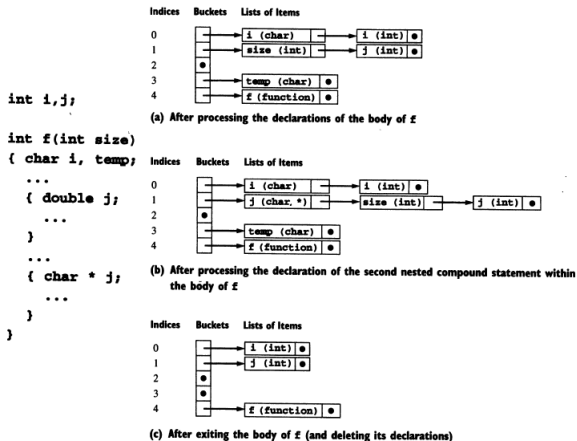 int i,j;
int f(int size)
{ char i, temp;
...
{ double j;
...
}
...
{ char * j;
...
}
}
Indices Buckets Lists of Items
0 i (char) i (int)
1 size (int) j (int)
2
3 temp (char)
4 f (function)
(a) After processing the declarations of the body of f
Indices Buckets Lists of Items
0 i (char) i (int)
1 j (char, *) size (int) j (int)
2
3 temp (char)
4 f (function)
(b) After processing the declaration of the second nested compound statement within
the body of f
Indices Buckets Lists of Items
0 i (int)
1 j (int)
2
3
4 f (function)
(c) After exiting the body of f (and deleting its declarations)